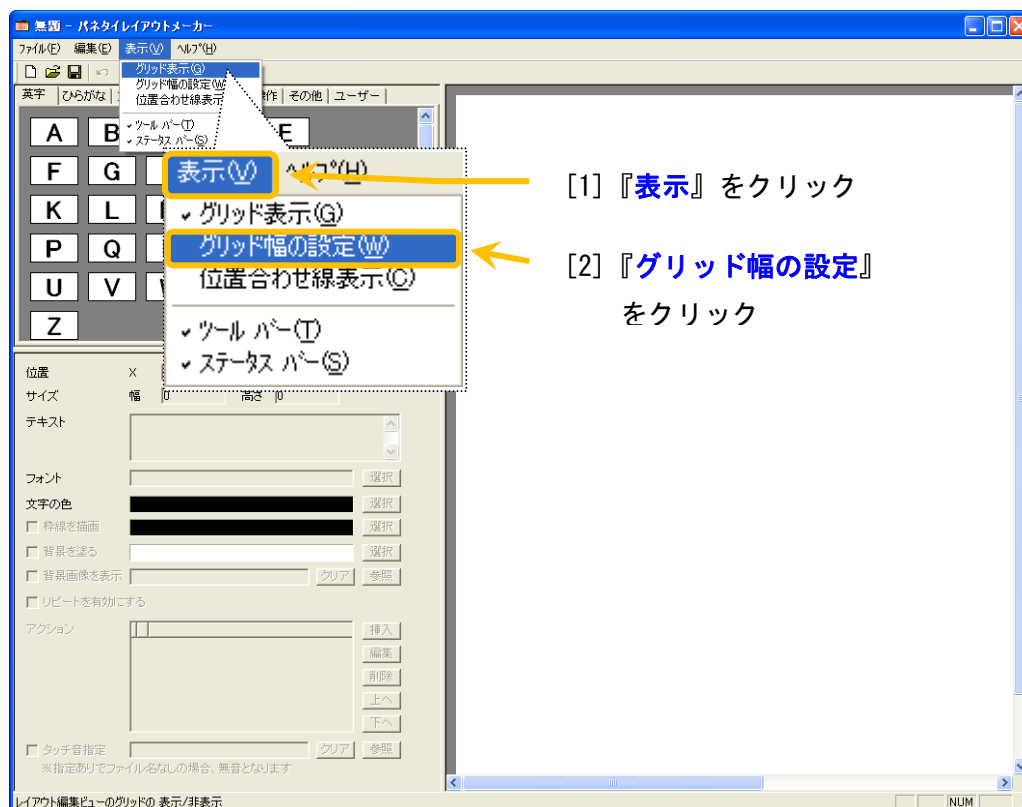 無題 - パネタイレイアウトメーカー
ファイル(F) 編集(E) 表示(V) ヘルプ(H)
グリッド表示(G)
グリッド幅の設定(W)
位置合わせ線表示
ツール バー(T)
ステータス バー(S)
英字 ひらがな 作 その他 ユーザー
A B E
F G
K L
P Q
U V
Z
表示(V) ヘルプ(H)
グリッド表示(G)
グリッド幅の設定(W)
位置合わせ線表示(C)
ツール バー(T)
ステータス バー(S)
[1]『表示』をクリック
[2]『グリッド幅の設定』
をクリック
位置 X
サイズ 幅 0 高さ 0
テキスト
フォント 選択
文字の色 選択
枠線を描画 選択
背景を塗る 選択
背景画像を表示 クリア 参照
リピートを有効にする
アクション 挿入
編集
削除
上へ
下へ
タッチ音指定 クリア 参照
※指定ありでファイル名なしの場合、無音となります
レイアウト編集ビューのグリッドの 表示/非表示 NUM